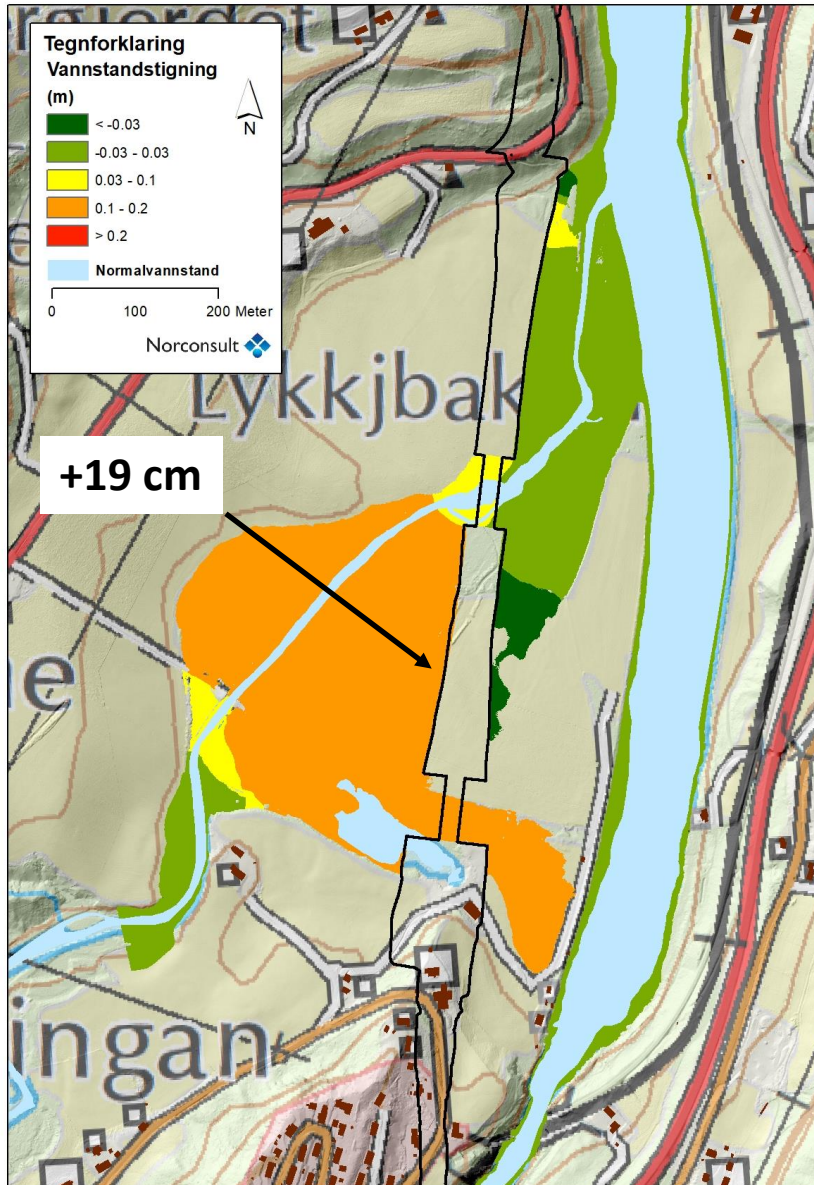 Tegnforklaring
Vannstandstigning
(m)
N
< -0.03
-0.03 - 0.03
0.03 - 0.1
0.1 - 0.2
> 0.2
Normalvannstand
0 100 200 Meter
Norconsult
Lykkjbak
+19 cm
ne
ingan